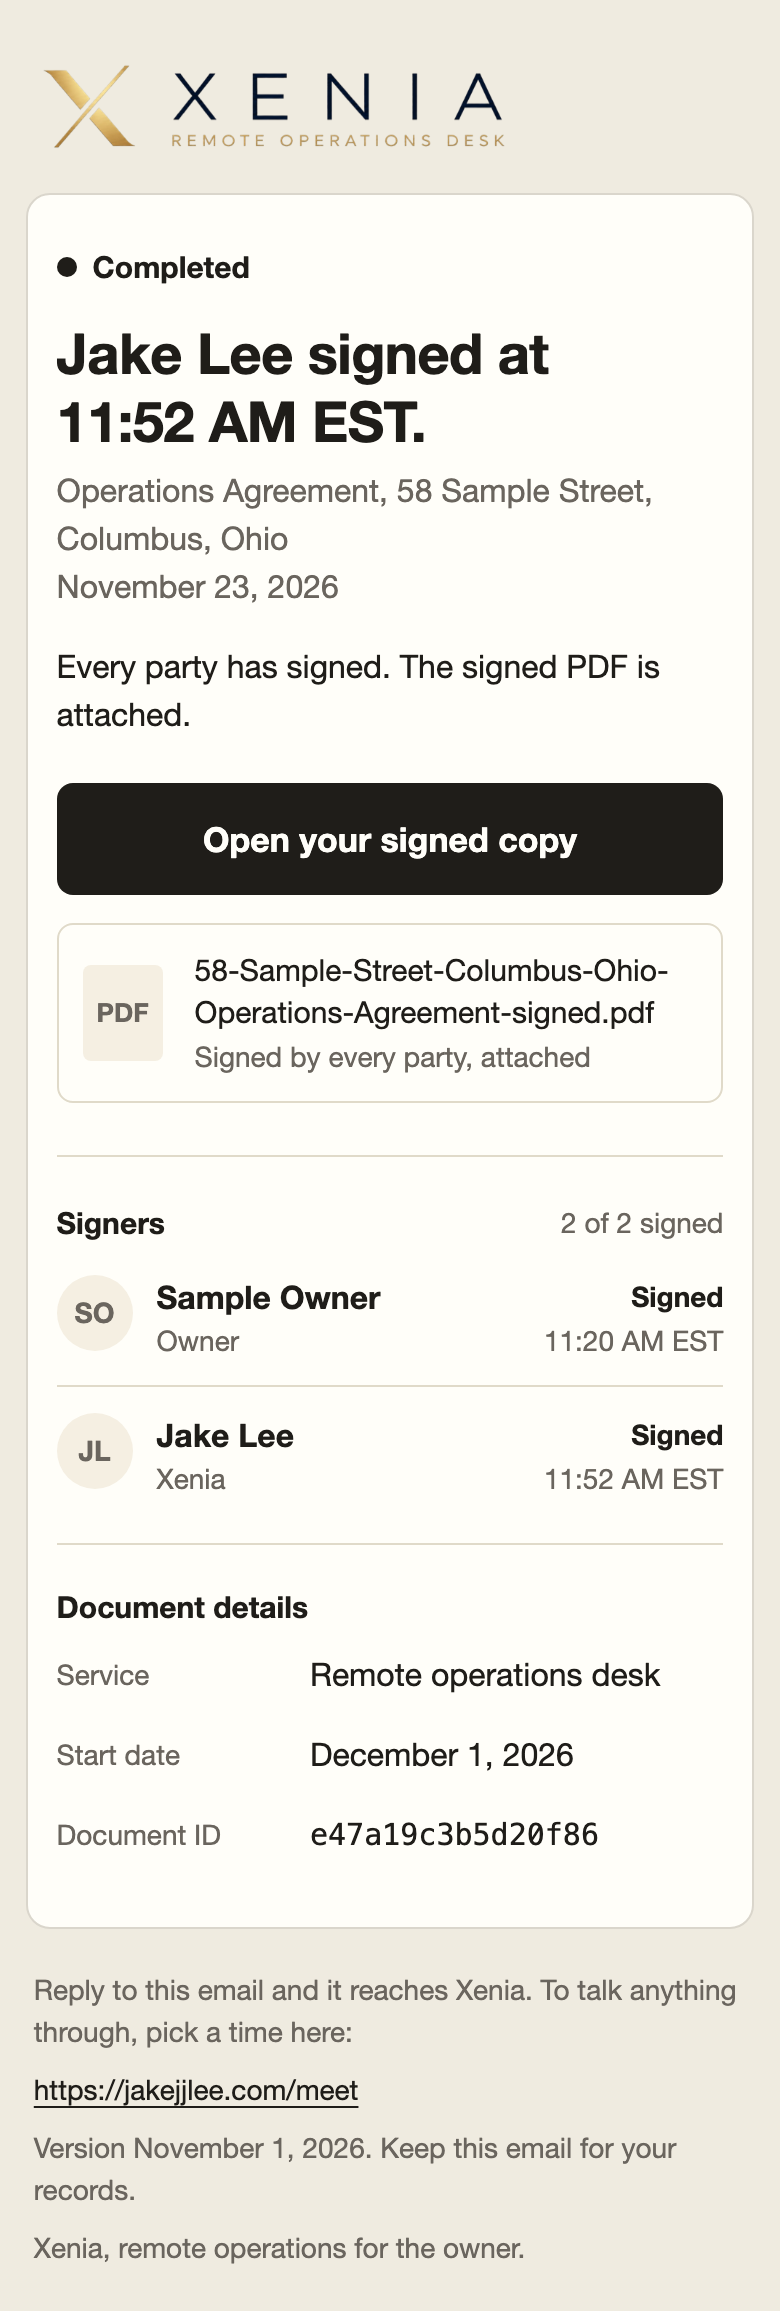 XENIA
REMOTE OPERATIONS DESK
Completed
Jake Lee signed at
11:52 AM EST.
Operations Agreement, 58 Sample Street,
Columbus, Ohio
November 23, 2026
Every party has signed. The signed PDF is
attached.
Open your signed copy
PDF
58-Sample-Street-Columbus-Ohio-
Operations-Agreement-signed.pdf
Signed by every party, attached
Signers 2 of 2 signed
SO Sample Owner Signed
Owner 11:20 AM EST
JL Jake Lee Signed
Xenia 11:52 AM EST
Document details
Service Remote operations desk
Start date December 1, 2026
Document ID e47a19c3b5d20f86
Reply to this email and it reaches Xenia. To talk anything
through, pick a time here:
https://jakejjlee.com/meet
Version November 1, 2026. Keep this email for your
records.
Xenia, remote operations for the owner.